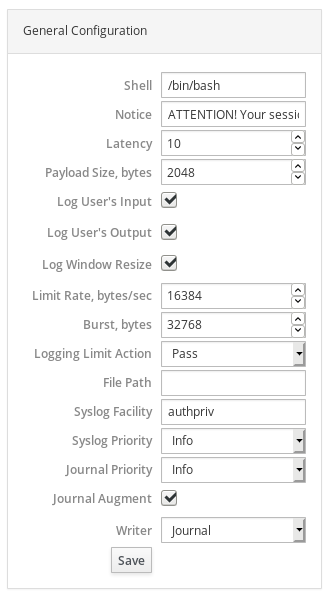 General Configuration
Shell /bin/bash
Notice ATTENTION! Your sessi
Latency 10
Payload Size, bytes 2048
Log User's Input
Log User's Output
Log Window Resize
Limit Rate, bytes/sec 16384
Burst, bytes 32768
Logging Limit Action Pass
File Path
Syslog Facility authpriv
Syslog Priority Info
Journal Priority Info
Journal Augment
Writer Journal
Save